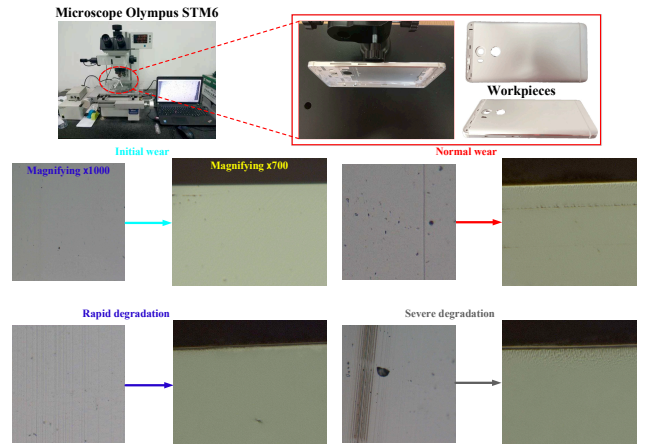 Microscope Olympus STM6
Workpieces
Initial wear
Normal wear
Magnifying x1000
Magnifying x700
Rapid degradation
Severe degradation